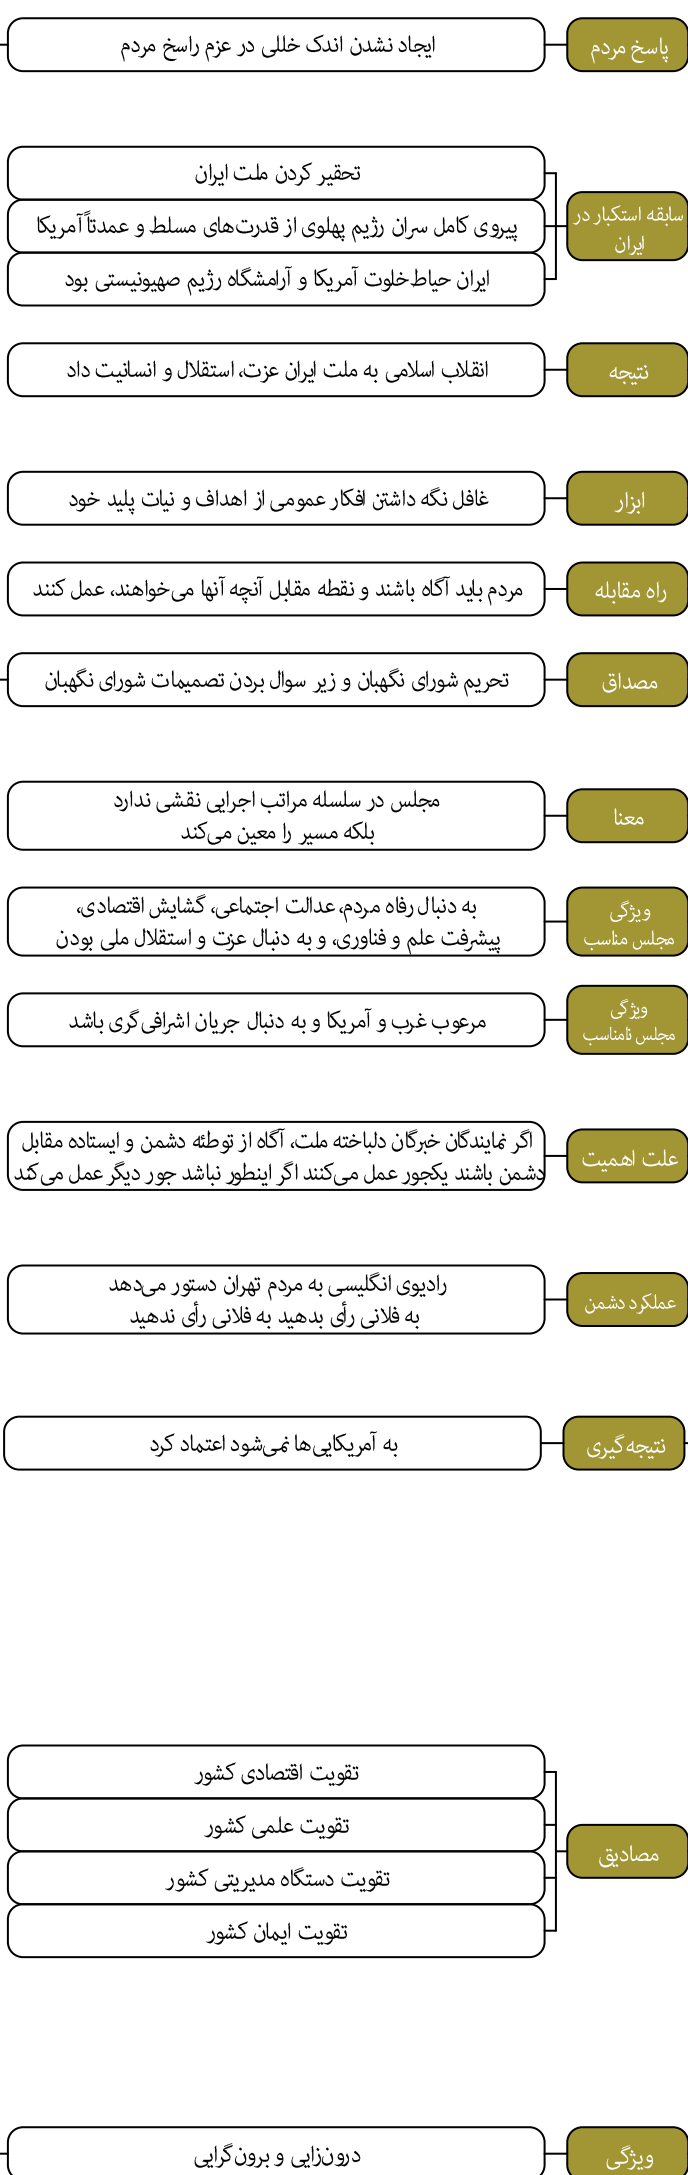 پاسخ مردم
ایجاد نشدن اندک خللی در عزم راسخ مردم
سابقه استکبار در
ایران
تحقیر کردن ملت ایران
پیروی کامل سران رژیم پهلوی از قدرت‌های مسلط و عمدتاً آمریکا
ایران حیاط‌خلوت آمریکا و آرامشگاه رژیم صهیونیستی بود
نتیجه
انقلاب اسلامی به ملت ایران عزت، استقلال و انسانیت داد
ابزار
غافل نگه داشتن افکار عمومی از اهداف و نیات پلید خود
راه مقابله
مردم باید آگاه باشند و نقطه مقابل آنچه آنها می‌خواهند، عمل کنند
مصداق
تحریم شورای نگهبان و زیر سوال بردن تصمیمات شورای نگهبان
معنا
مجلس در سلسله مراتب اجرایی نقشی ندارد
بلکه مسیر را معین می‌کند
ویژگی
مجلس مناسب
به دنبال رفاه مردم، عدالت اجتماعی، گشایش اقتصادی،
پیشرفت علم و فناوری، و به دنبال عزت و استقلال ملی بودن
ویژگی
مجلس نامناسب
مرعوب غرب و آمریکا و به دنبال جریان اشرافی‌گری باشد
علت اهمیت
اگر نمایندگان خبرگان دلباخته ملت، آگاه از توطئه دشمن و ایستاده مقابل
دشمن باشند یکجور عمل می‌کنند اگر اینطور نباشد جور دیگر عمل می‌کند
عملکرد دشمن
رادیوی انگلیسی به مردم تهران دستور می‌دهد
به فلانی رأی بدهید به فلانی رأی ندهید
نتیجه‌گیری
به آمریکایی‌ها نمی‌شود اعتماد کرد
مصادیق
تقویت اقتصادی کشور
تقویت علمی کشور
تقویت دستگاه مدیریتی کشور
تقویت ایمان کشور
ویژگی
درون‌زایی و برون‌گرایی